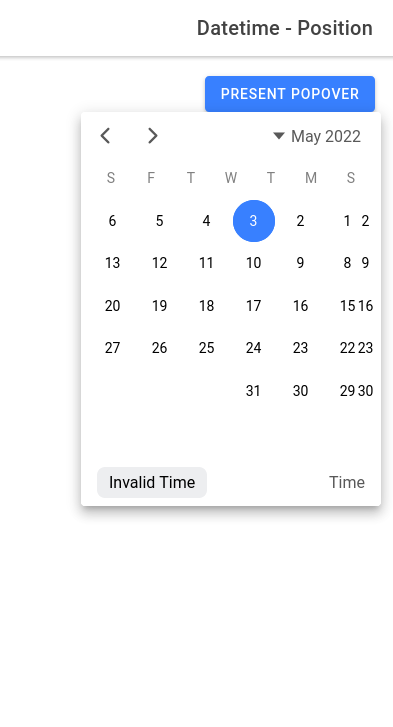 Datetime - Position
PRESENT POPOVER
May 2022
S F T W T M S
6 5 4 3 2 1 2
13 12 11 10 9 8 9
20 19 18 17 16 15 16
27 26 25 24 23 22 23
31 30 29 30
Invalid Time Time